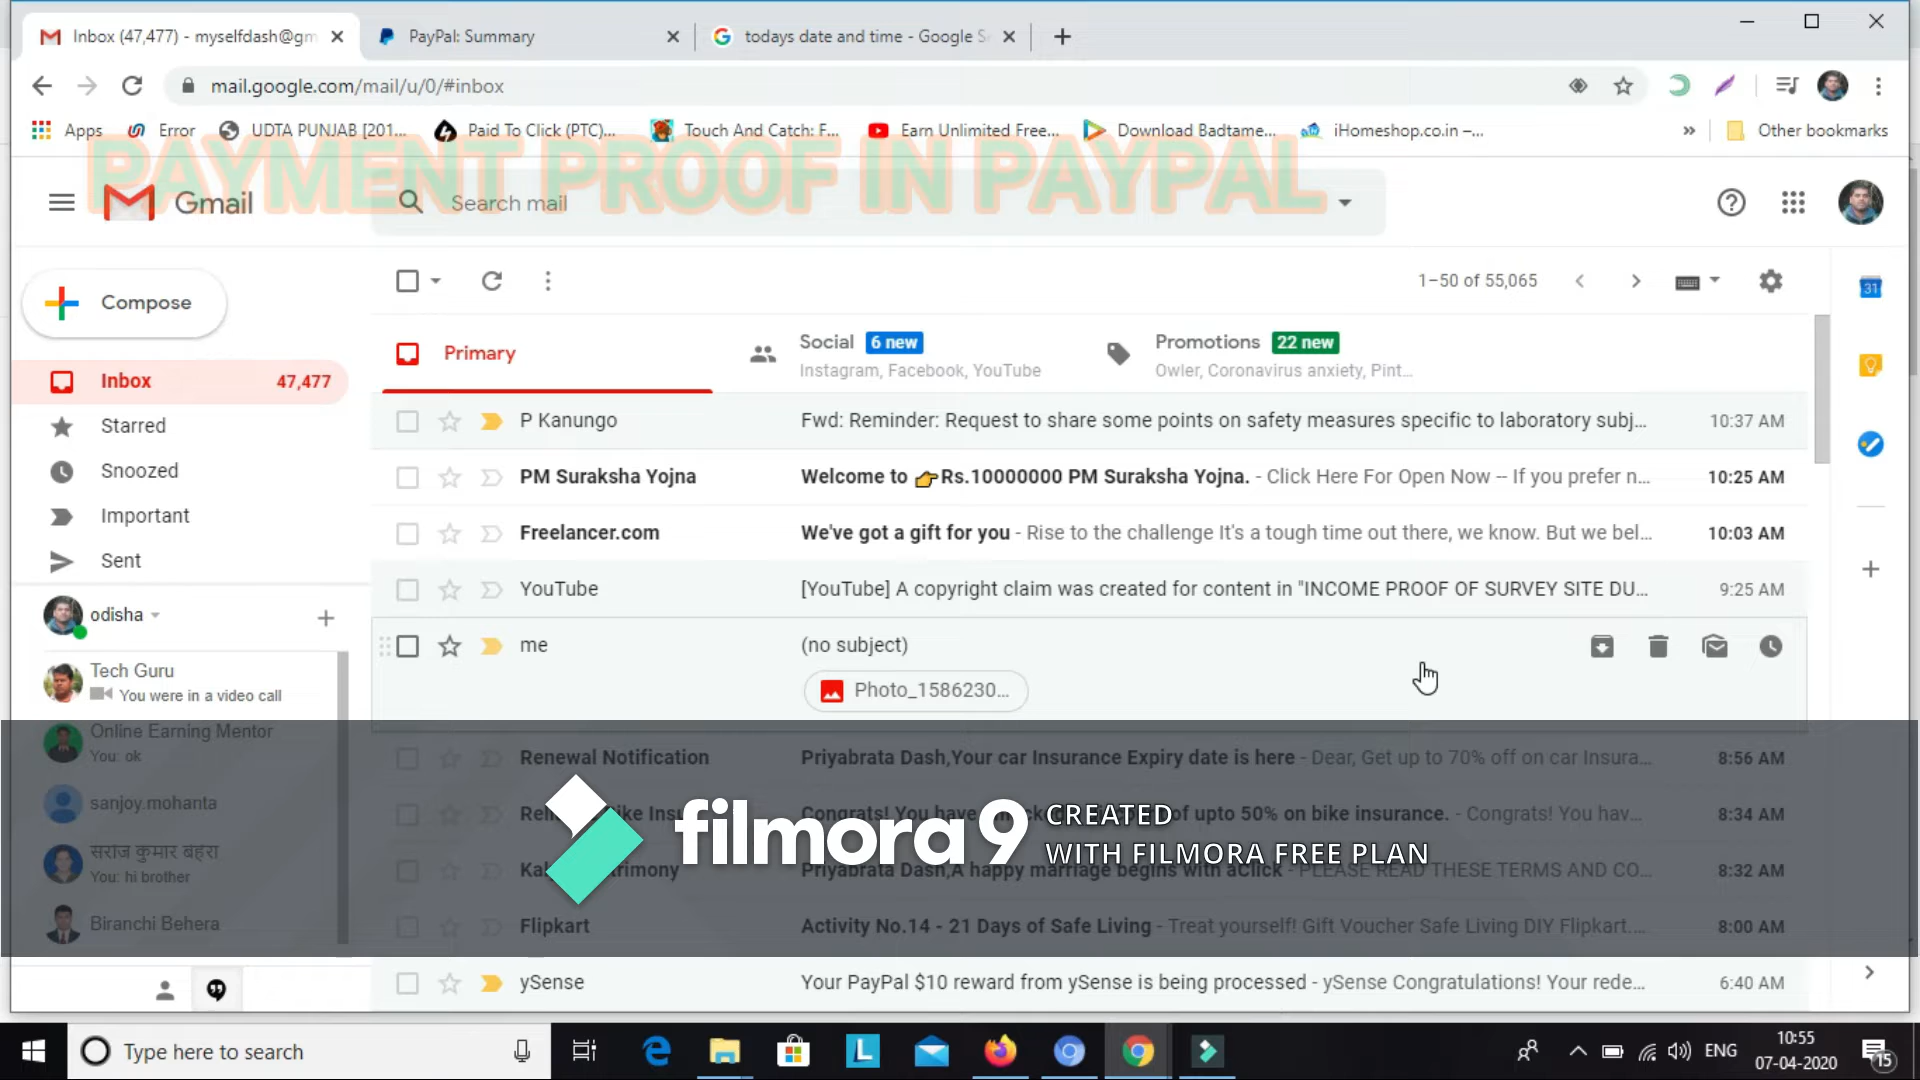 Inbox (47,477) - myselfdash@gm
PayPal: Summary
todays date and time - Google S
mail.google.com/mail/u/0/#inbox
Apps
Error
UDTA PUNJAB [201...
Paid To Click (PTC)...
Touch And Catch: F...
Earn Unlimited Free...
Download Badtame...
iHomeshop.co.in –...
»
Other bookmarks
PAYMENT PROOF IN PAYPAL
Gmail
Search mail
Compose
1–50 of 55,065
31
Primary
Social 6 new
Instagram, Facebook, YouTube
Promotions 22 new
Owler, Coronavirus anxiety, Pint...
Inbox 47,477
Starred
Snoozed
Important
Sent
odisha
Tech Guru
You were in a video call
Online Earning Mentor
You: ok
sanjoy.mohanta
सरोज कुमार बेहेरा
You: hi brother
Biranchi Behera
P Kanungo Fwd: Reminder: Request to share some points on safety measures specific to laboratory subj... 10:37 AM
PM Suraksha Yojna Welcome to 👉Rs.10000000 PM Suraksha Yojna. - Click Here For Open Now -- If you prefer n... 10:25 AM
Freelancer.com We've got a gift for you - Rise to the challenge It's a tough time out there, we know. But we bel... 10:03 AM
YouTube [YouTube] A copyright claim was created for content in "INCOME PROOF OF SURVEY SITE DU... 9:25 AM
me (no subject)
Photo_1586230...
Renewal Notification Priyabrata Dash,Your car Insurance Expiry date is here - Dear, Get up to 70% off on car Insura... 8:56 AM
Congrats! You have of upto 50% on bike insurance. - Congrats! You hav... 8:34 AM
Priyabrata Dash,A happy marriage begins with aClick - PLEASE READ THESE TERMS AND CO... 8:32 AM
Flipkart Activity No.14 - 21 Days of Safe Living - Treat yourself! Gift Voucher Safe Living DIY Flipkart.... 8:00 AM
ySense Your PayPal $10 reward from ySense is being processed - ySense Congratulations! Your rede... 6:40 AM
filmora9
CREATED
WITH FILMORA FREE PLAN
Type here to search
L
ENG
10:55
07-04-2020
15